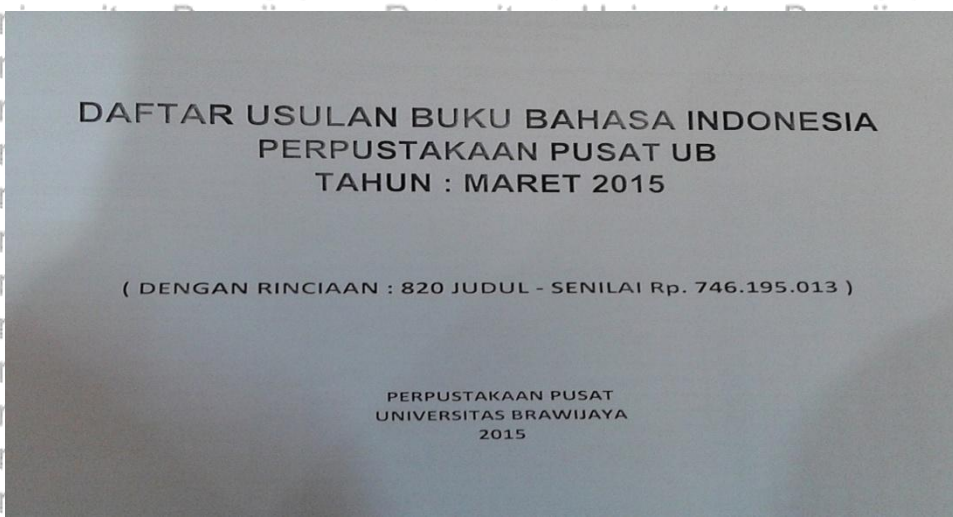 DAFTAR USULAN BUKU BAHASA INDONESIA
PERPUSTAKAAN PUSAT UB
TAHUN : MARET 2015
( DENGAN RINCIAAN : 820 JUDUL - SENILAI Rp. 746.195.013 )
PERPUSTAKAAN PUSAT
UNIVERSITAS BRAWIJAYA
2015